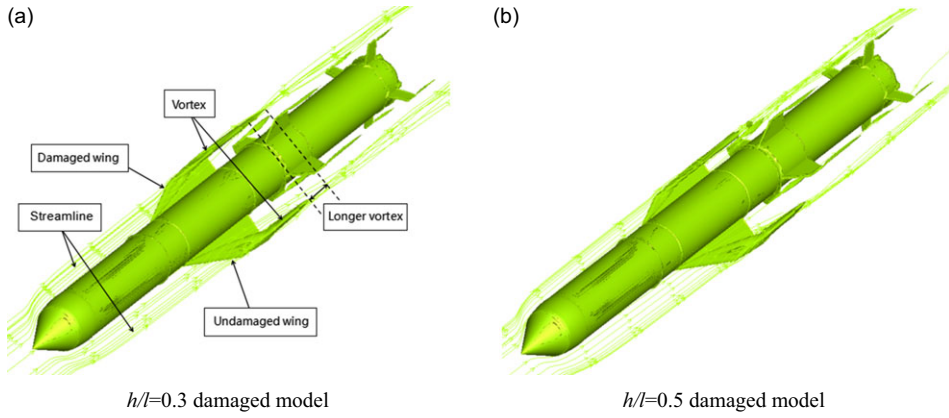 (a)
(b)
Vortex
Damaged wing
Streamline
Longer vortex
Undamaged wing
h/l=0.3 damaged model
h/l=0.5 damaged model